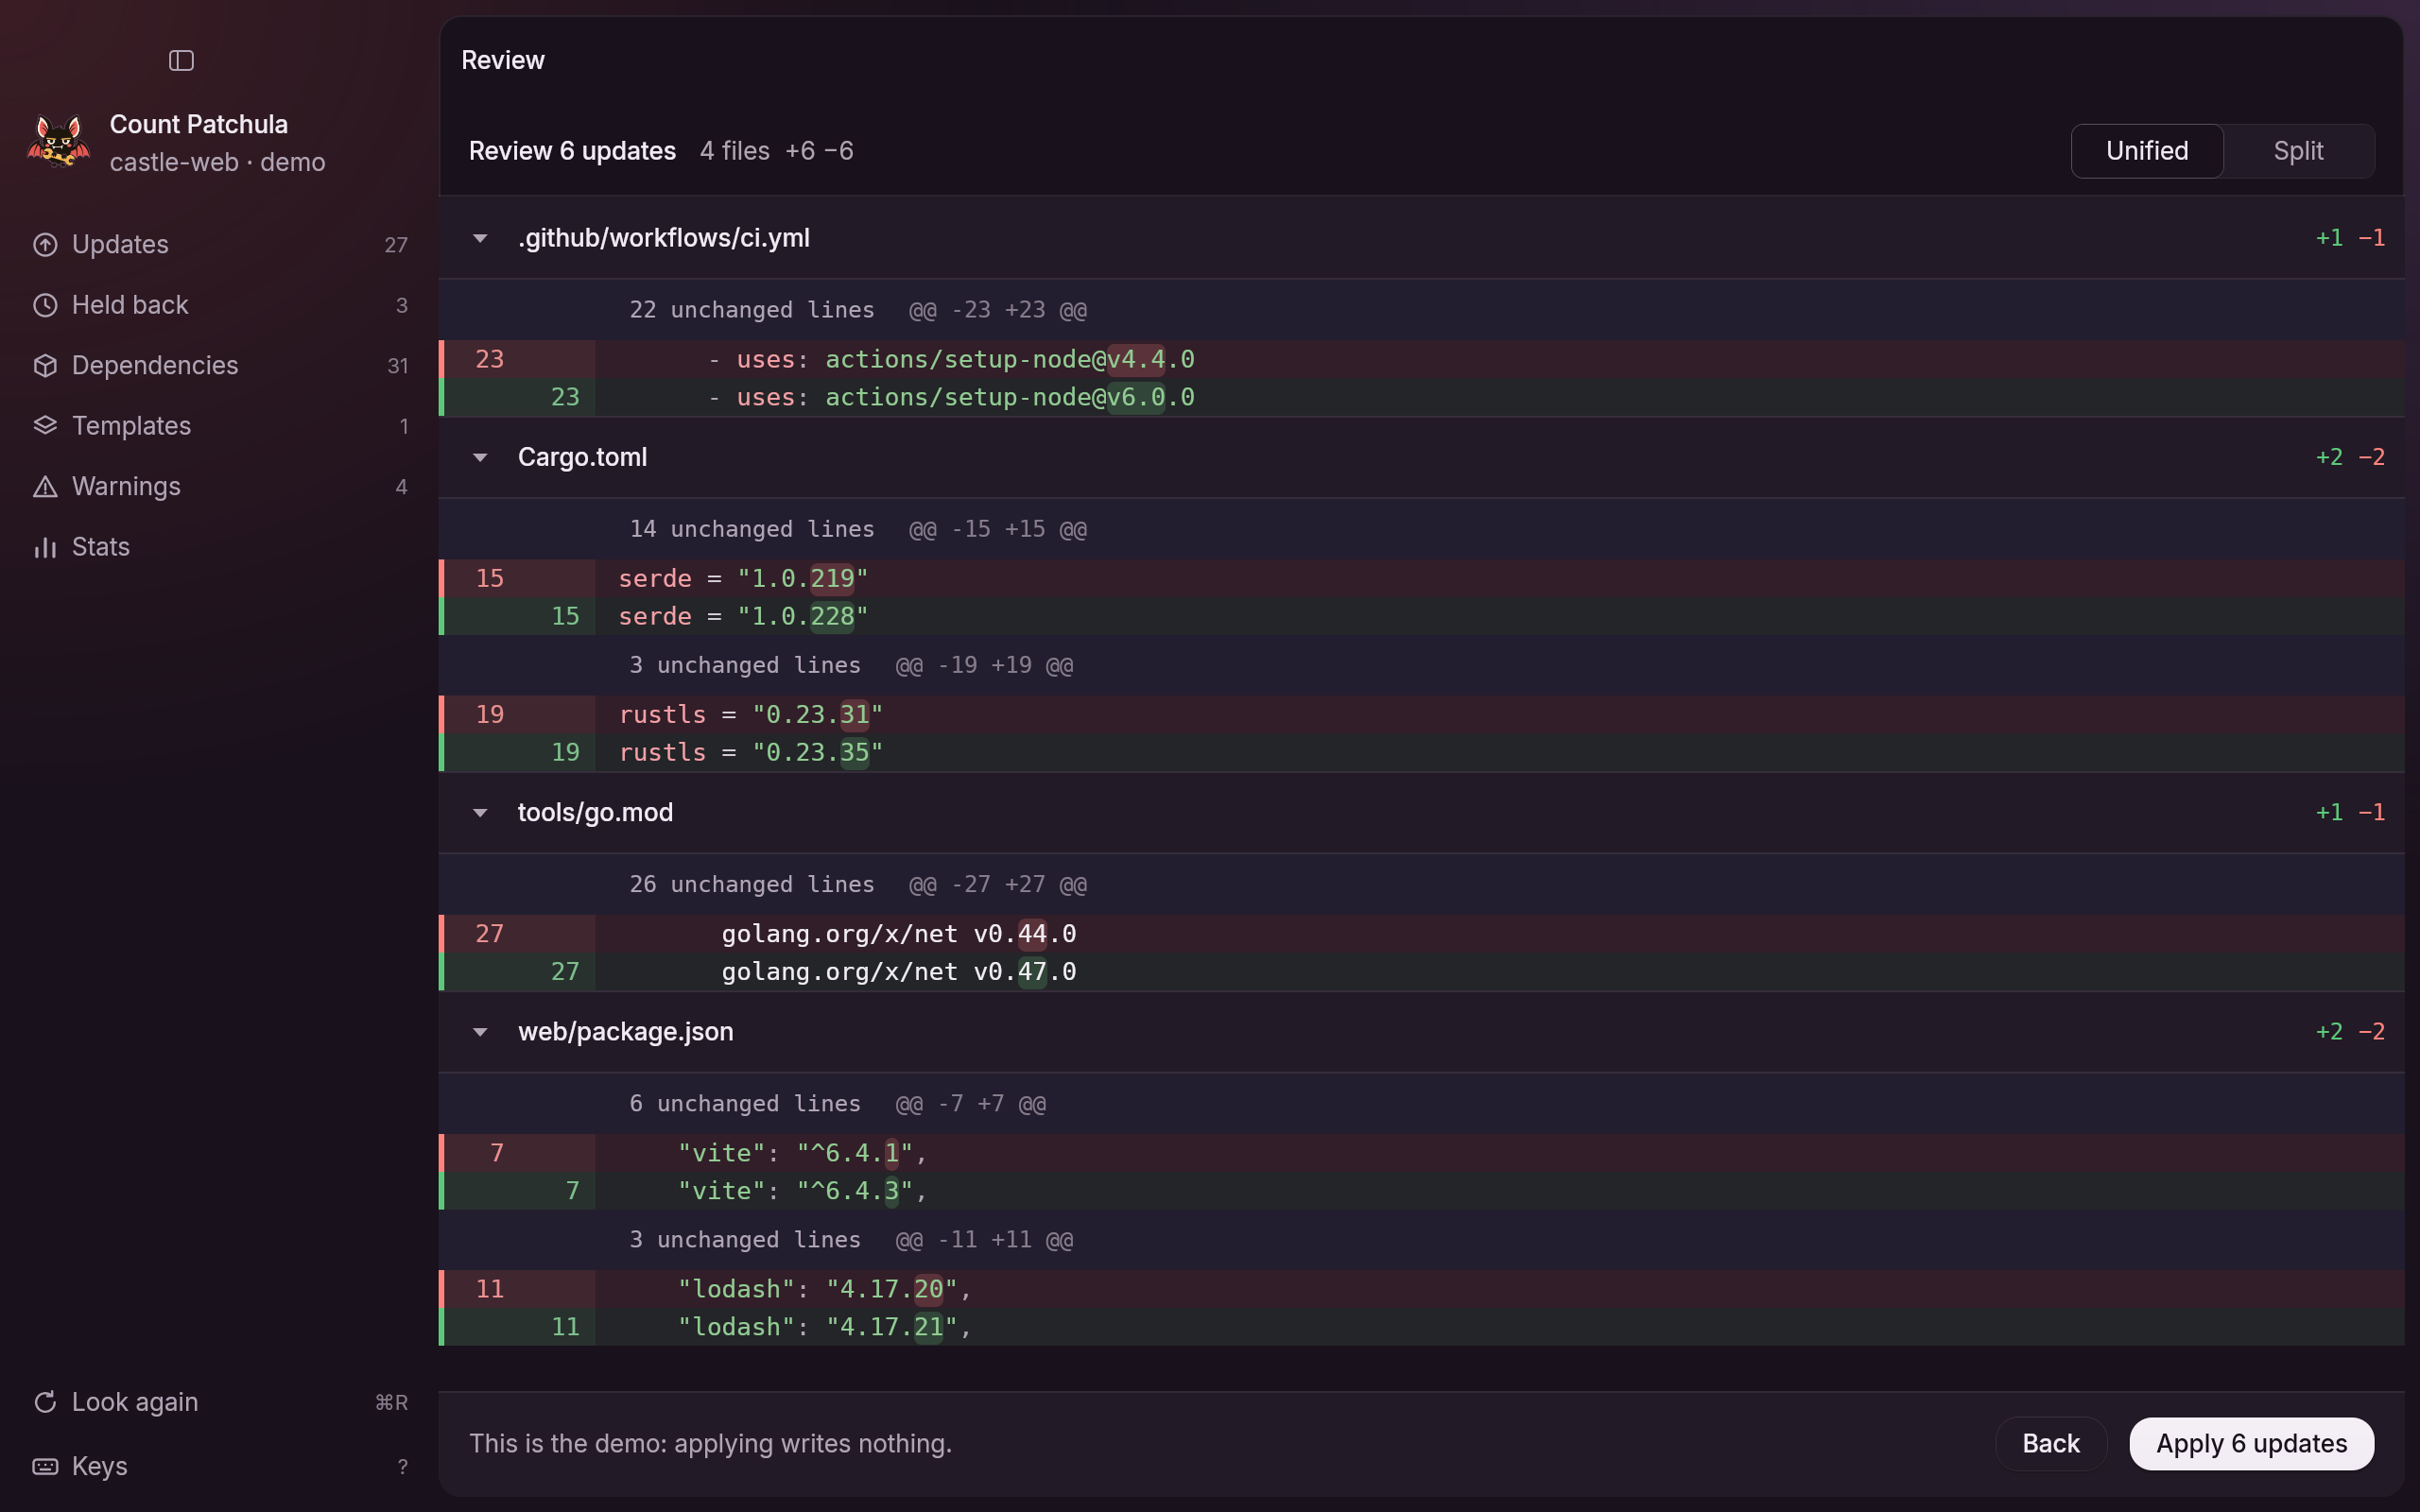 Count Patchula
castle-web · demo
Updates 27
Held back 3
Dependencies 31
Templates 1
Warnings 4
Stats
Look again ⌘R
Keys ?
Review
Review 6 updates 4 files +6 −6
Unified Split
.github/workflows/ci.yml +1 −1
22 unchanged lines @@ -23 +23 @@
23 - uses: actions/setup-node@v4.4.0
23 - uses: actions/setup-node@v6.0.0
Cargo.toml +2 −2
14 unchanged lines @@ -15 +15 @@
15 serde = "1.0.219"
15 serde = "1.0.228"
3 unchanged lines @@ -19 +19 @@
19 rustls = "0.23.31"
19 rustls = "0.23.35"
tools/go.mod +1 −1
26 unchanged lines @@ -27 +27 @@
27 golang.org/x/net v0.44.0
27 golang.org/x/net v0.47.0
web/package.json +2 −2
6 unchanged lines @@ -7 +7 @@
7 "vite": "^6.4.1",
7 "vite": "^6.4.3",
3 unchanged lines @@ -11 +11 @@
11 "lodash": "4.17.20",
11 "lodash": "4.17.21",
This is the demo: applying writes nothing.
Back Apply 6 updates